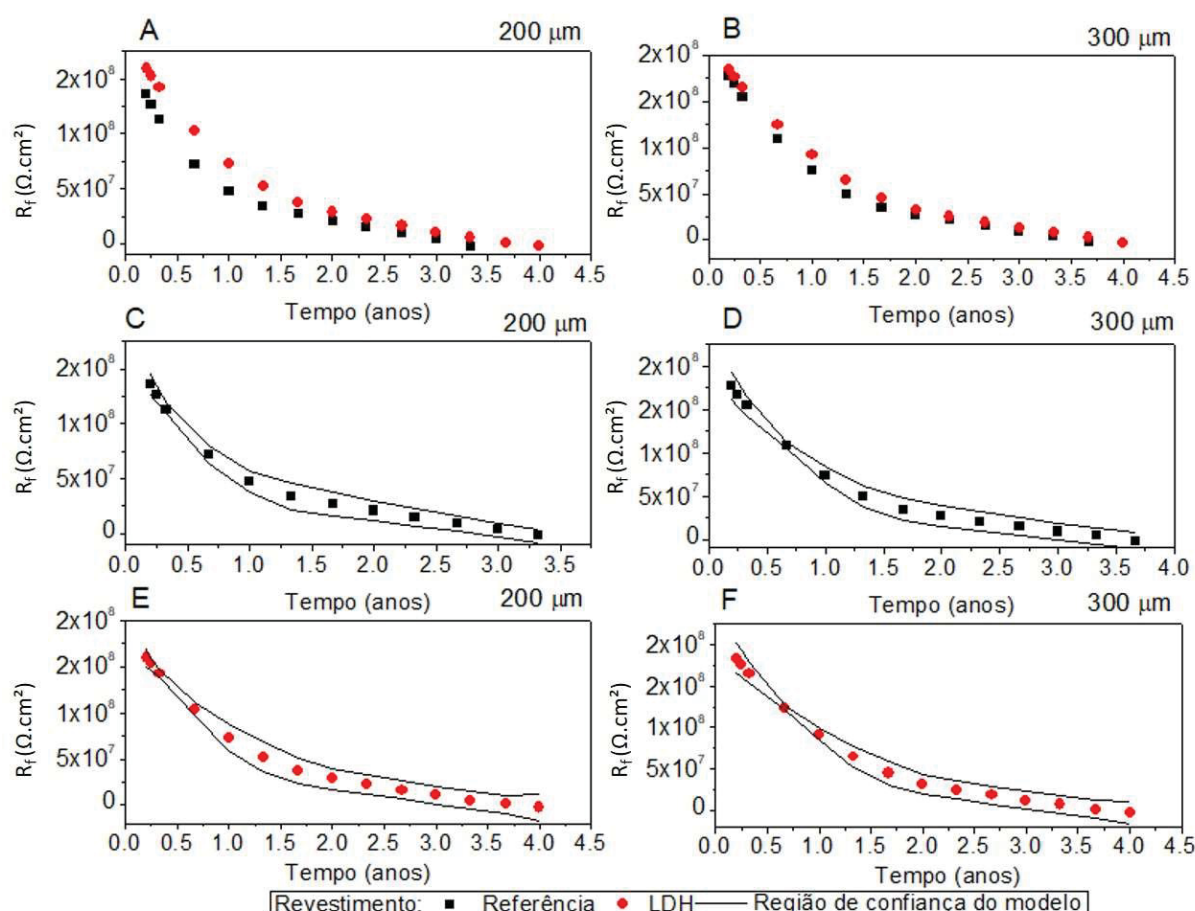 A 200 μm
R_f (Ω.cm²)
2x10⁸
1x10⁸
5x10⁷
0
0.0 0.5 1.0 1.5 2.0 2.5 3.0 3.5 4.0 4.5
Tempo (anos)
B 300 μm
R_f (Ω.cm²)
2x10⁸
2x10⁸
1x10⁸
5x10⁷
0
0.0 0.5 1.0 1.5 2.0 2.5 3.0 3.5 4.0 4.5
Tempo (anos)
C 200 μm
R_f (Ω.cm²)
2x10⁸
1x10⁸
5x10⁷
0
0.0 0.5 1.0 1.5 2.0 2.5 3.0 3.5
Tempo (anos)
D 300 μm
R_f (Ω.cm²)
2x10⁸
2x10⁸
1x10⁸
5x10⁷
0
0.0 0.5 1.0 1.5 2.0 2.5 3.0 3.5 4.0
Tempo (anos)
E 200 μm
R_f (Ω.cm²)
2x10⁸
2x10⁸
1x10⁸
5x10⁷
0
0.0 0.5 1.0 1.5 2.0 2.5 3.0 3.5 4.0 4.5
Tempo (anos)
F 300 μm
R_f (Ω.cm²)
2x10⁸
2x10⁸
1x10⁸
5x10⁷
0
0.0 0.5 1.0 1.5 2.0 2.5 3.0 3.5 4.0 4.5
Tempo (anos)
Revestimento: Referência LDH Região de confiança do modelo